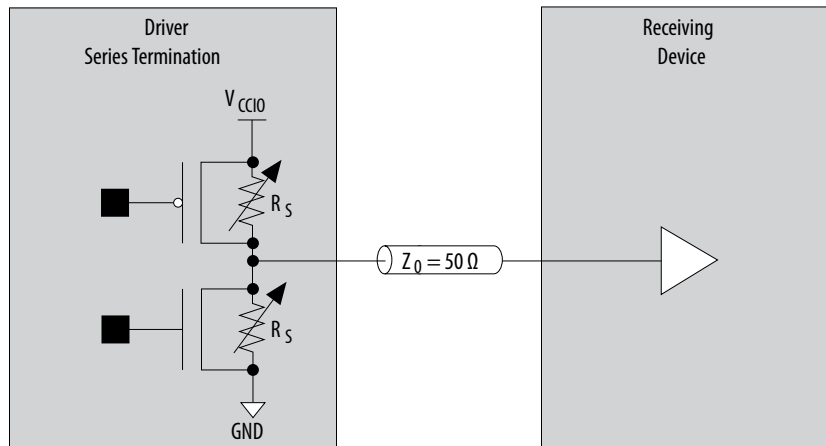 Driver
Series Termination
Receiving
Device
V CCIO
R S
Z 0 = 50 Ω
R S
GND